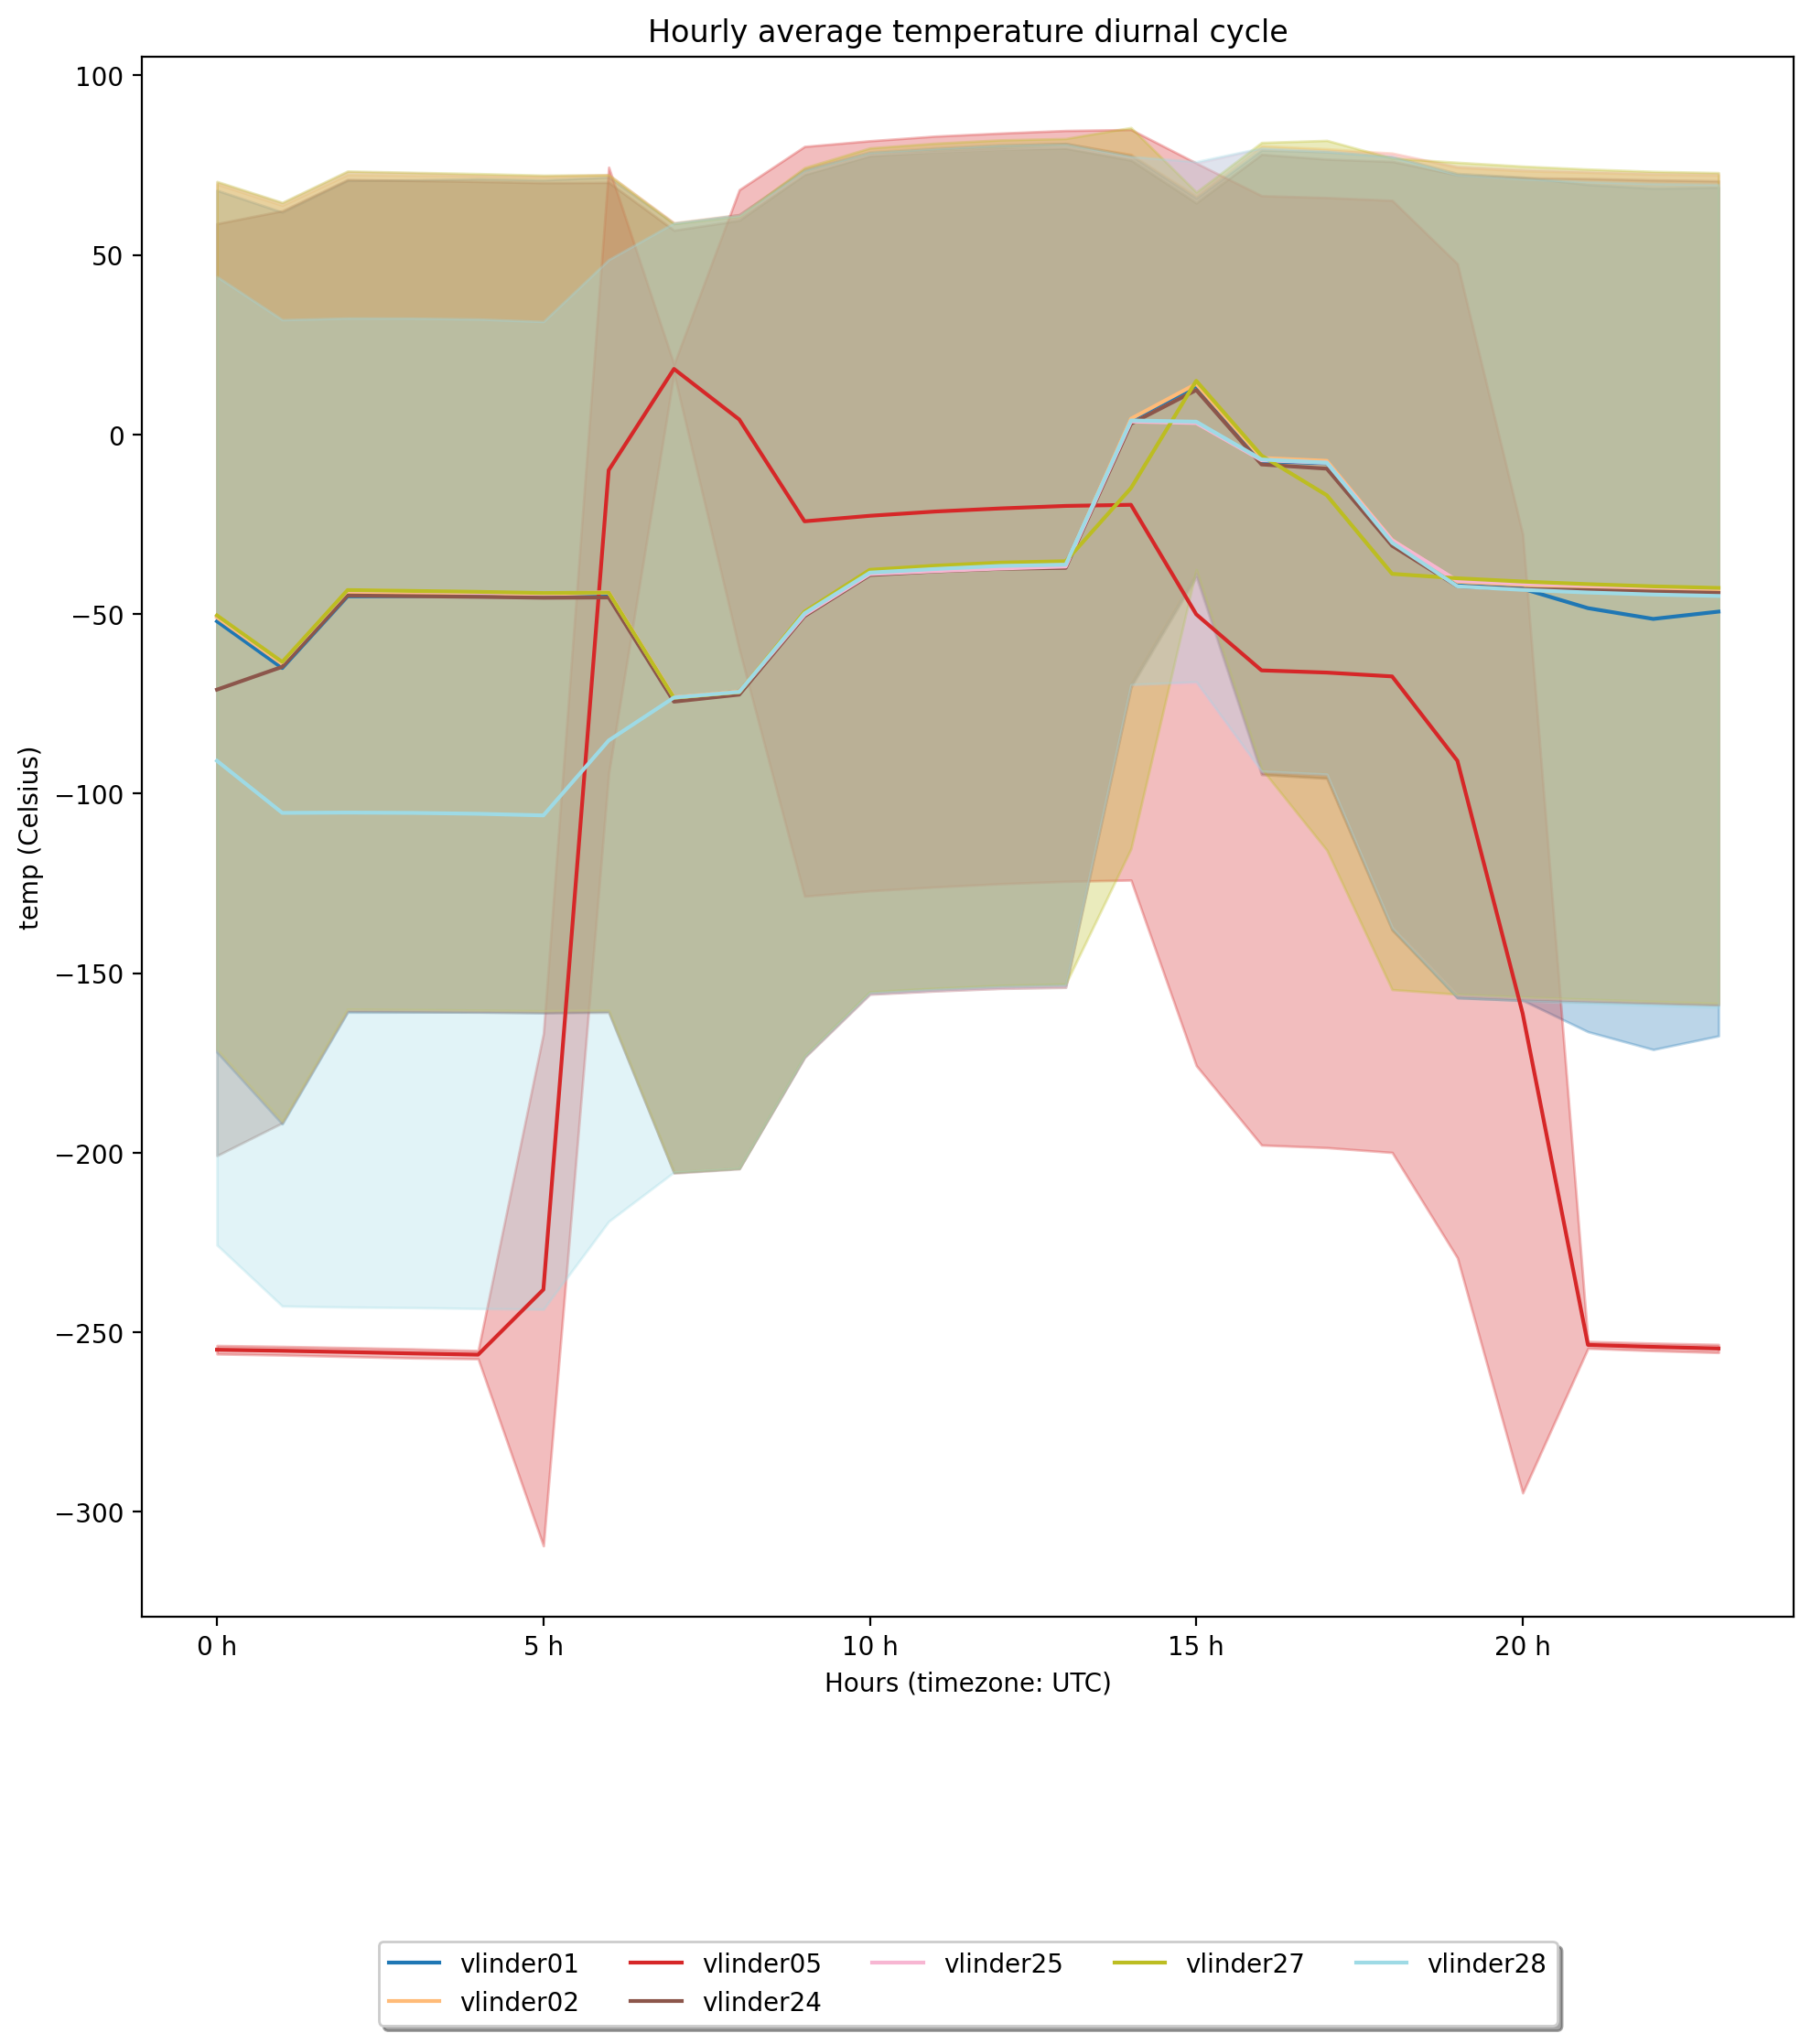 Hourly average temperature diurnal cycle
100
50
0
−50
−100
−150
−200
−250
−300
temp (Celsius)
0 h 5 h 10 h 15 h 20 h
Hours (timezone: UTC)
vlinder01 vlinder05 vlinder25 vlinder27 vlinder28
vlinder02 vlinder24